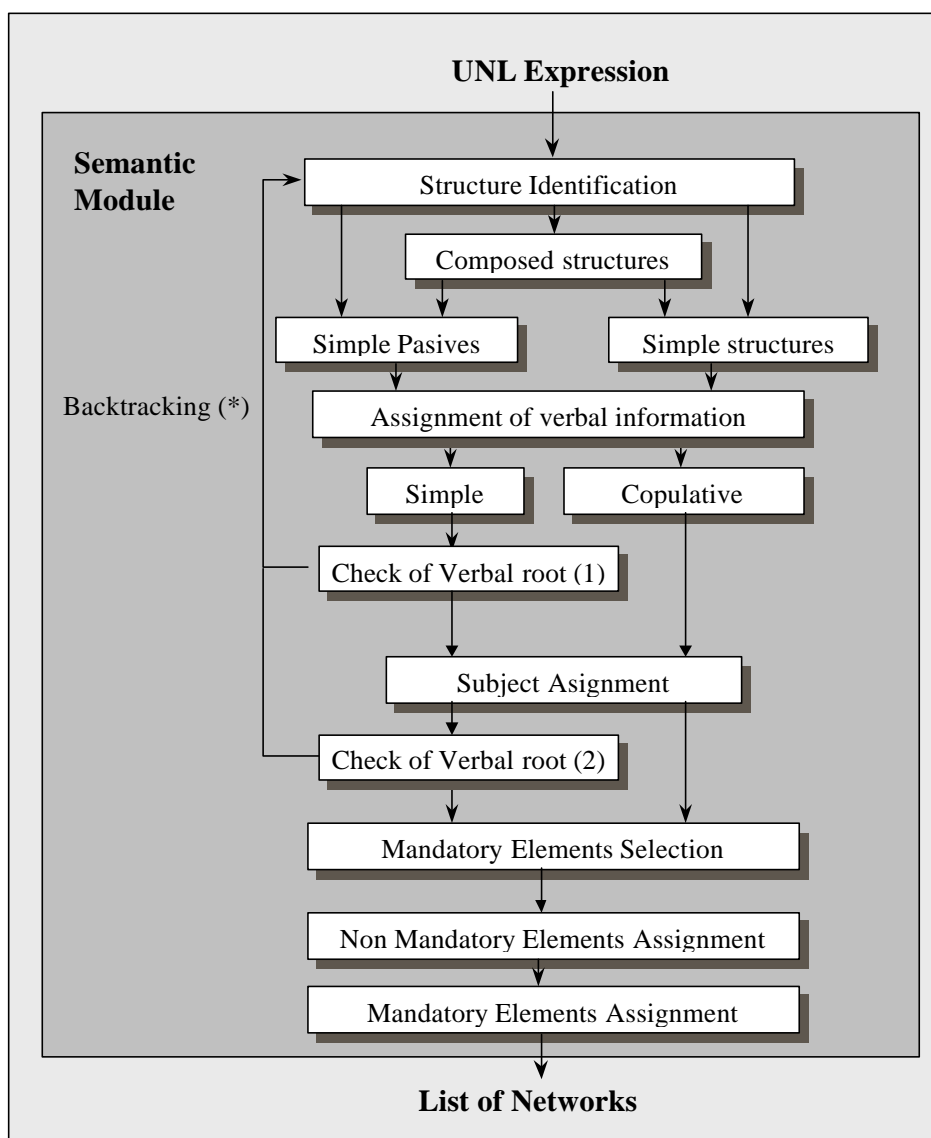 UNL Expression
Semantic
Module
Structure Identification
Composed structures
Simple Pasives
Simple structures
Backtracking (*)
Assignment of verbal information
Simple
Copulative
Check of Verbal root (1)
Subject Asignment
Check of Verbal root (2)
Mandatory Elements Selection
Non Mandatory Elements Assignment
Mandatory Elements Assignment
List of Networks